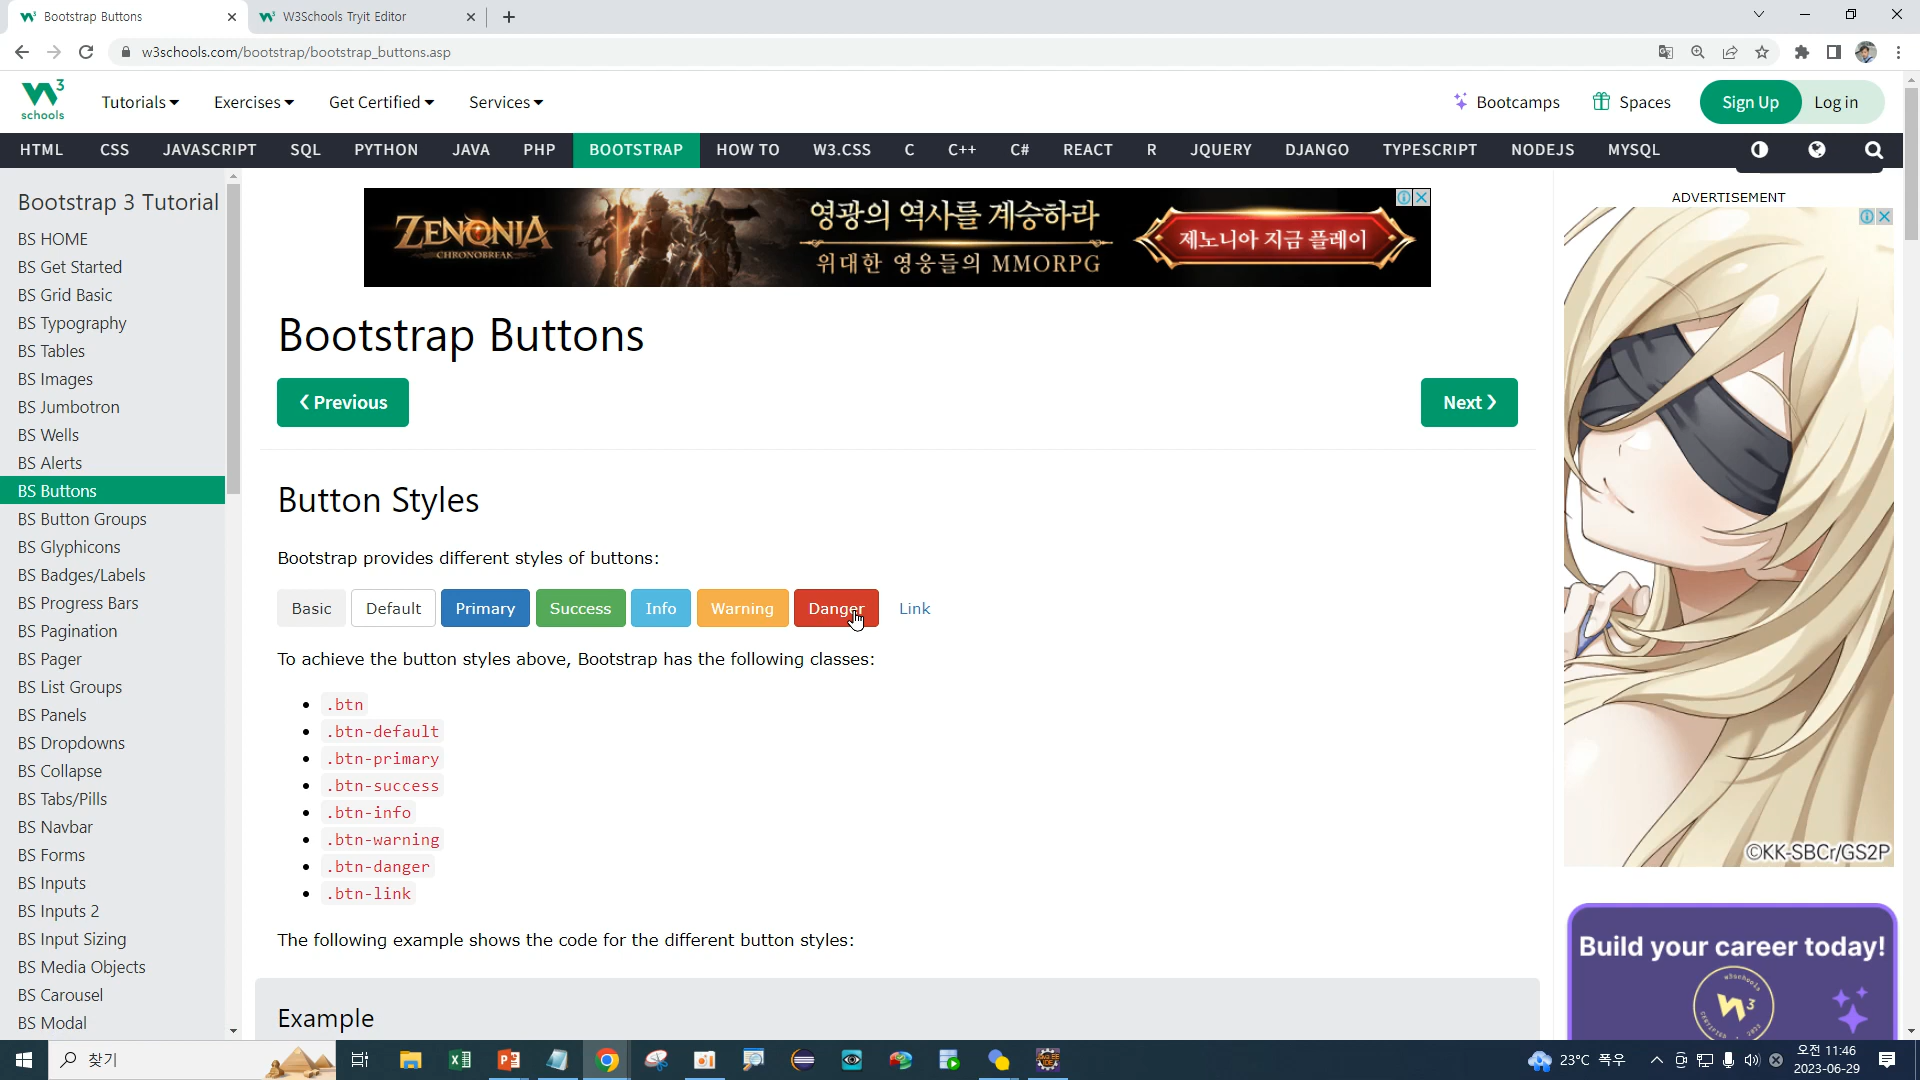 Bootstrap Buttons
W3Schools Tryit Editor
w3schools.com/bootstrap/bootstrap_buttons.asp
3
schools
Tutorials
Exercises
Get Certified
Services
Bootcamps
Spaces
Sign Up
Log in
HTML
CSS
JAVASCRIPT
SQL
PYTHON
JAVA
PHP
BOOTSTRAP
HOW TO
W3.CSS
C
C++
C#
REACT
R
JQUERY
DJANGO
TYPESCRIPT
NODEJS
MYSQL
Bootstrap 3 Tutorial
BS HOME
BS Get Started
BS Grid Basic
BS Typography
BS Tables
BS Images
BS Jumbotron
BS Wells
BS Alerts
BS Buttons
BS Button Groups
BS Glyphicons
BS Badges/Labels
BS Progress Bars
BS Pagination
BS Pager
BS List Groups
BS Panels
BS Dropdowns
BS Collapse
BS Tabs/Pills
BS Navbar
BS Forms
BS Inputs
BS Inputs 2
BS Input Sizing
BS Media Objects
BS Carousel
BS Modal
ZENONIA
CHRONOBREAK
영광의 역사를 계승하라
위대한 영웅들의 MMORPG
제노니아 지금 플레이
Bootstrap Buttons
❮ Previous
Next ❯
Button Styles
Bootstrap provides different styles of buttons:
Basic
Default
Primary
Success
Info
Warning
Danger
Link
To achieve the button styles above, Bootstrap has the following classes:
.btn
.btn-default
.btn-primary
.btn-success
.btn-info
.btn-warning
.btn-danger
.btn-link
The following example shows the code for the different button styles:
Example
ADVERTISEMENT
©KK-SBCr/GS2P
Build your career today!
찾기
23°C 폭우
오전 11:46
2023-06-29